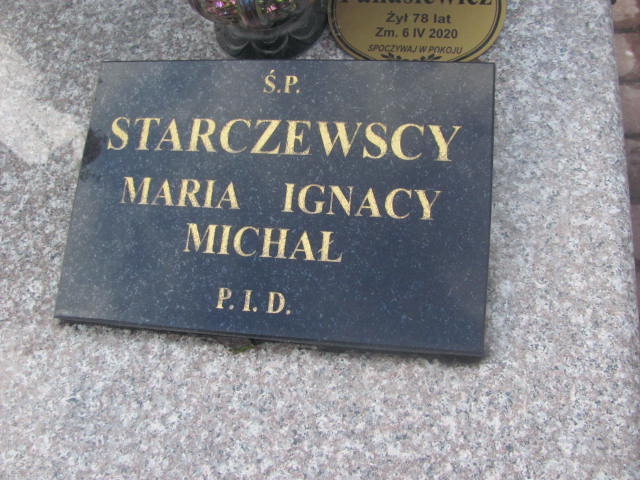 Żył 78 lat
Zm. 6 IV 2020
SPOCZYWAJ W POKOJU
Ś.P.
STARCZEWSCY
MARIA IGNACY
MICHAŁ
P. I. D.